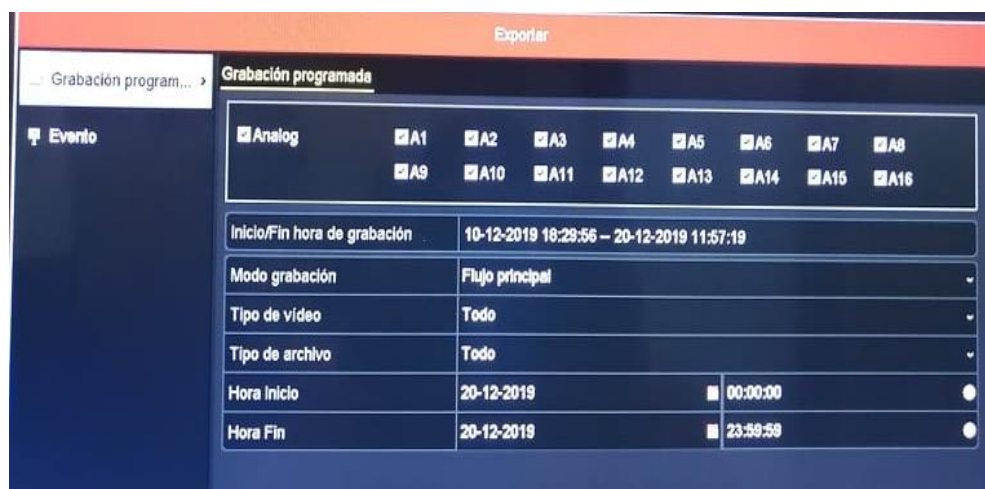 Exportar
Grabación program... >
Grabación programada
Evento
Analog A1 A2 A3 A4 A5 A6 A7 A8
A9 A10 A11 A12 A13 A14 A15 A16
Inicio/Fin hora de grabación 10-12-2019 18:29:56 -- 20-12-2019 11:57:19
Modo grabación Flujo principal
Tipo de vídeo Todo
Tipo de archivo Todo
Hora Inicio 20-12-2019 00:00:00
Hora Fin 20-12-2019 23:59:59